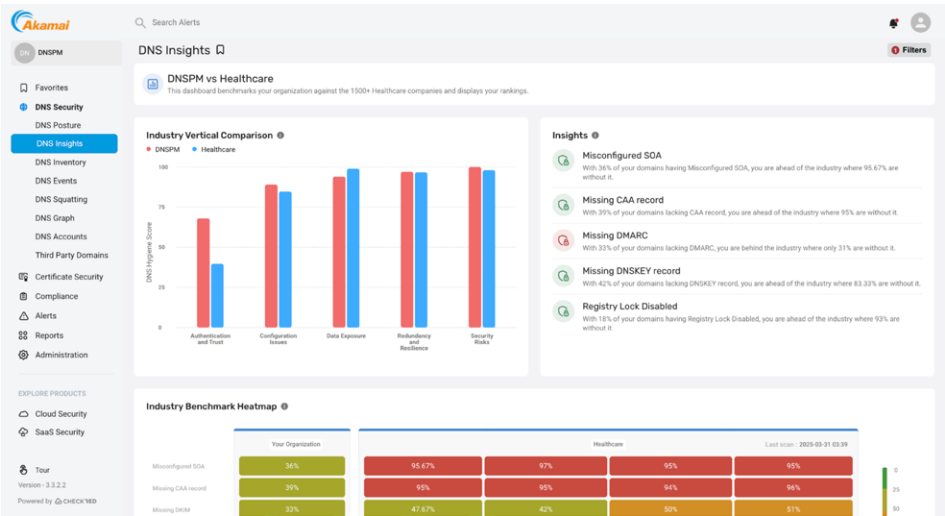 Akamai
Search Alerts
DN DNSPM
DNS Insights
1 Filters
Favorites
DNS Security
DNS Posture
DNS Insights
DNS Inventory
DNS Events
DNS Squatting
DNS Graph
DNS Accounts
Third Party Domains
Certificate Security
Compliance
Alerts
Reports
Administration
EXPLORE PRODUCTS
Cloud Security
SaaS Security
Tour
Version - 3.3.2.2
Powered by CHECKRED
DNSPM vs Healthcare
This dashboard benchmarks your organization against the 1500+ Healthcare companies and displays your rankings.
Industry Vertical Comparison
DNSPM Healthcare
DNS Hygiene Score
100
75
50
25
0
Authentication
and Trust
Configuration
Issues
Data Exposure
Redundency
and
Resilience
Security
Risks
Insights
Misconfigured SOA
With 36% of your domains having Misconfigured SOA, you are ahead of the industry where 95.67% are
without it.
Missing CAA record
With 39% of your domains lacking CAA record, you are ahead of the industry where 95% are without it.
Missing DMARC
With 33% of your domains lacking DMARC, you are behind the industry where only 31% are without it.
Missing DNSKEY record
With 42% of your domains lacking DNSKEY record, you are ahead of the industry where 83.33% are without it.
Registry Lock Disabled
With 18% of your domains having Registry Lock Disabled, you are ahead of the industry where 93% are
without it.
Industry Benchmark Heatmap
Your Organization
Healthcare
Last scan : 2025-03-31 03:39
Misconfigured SOA 36% 95.67% 97% 95% 95%
Missing CAA record 39% 95% 95% 94% 96%
Missing DKIM 33% 47.67% 42% 50% 51%
0
25
50